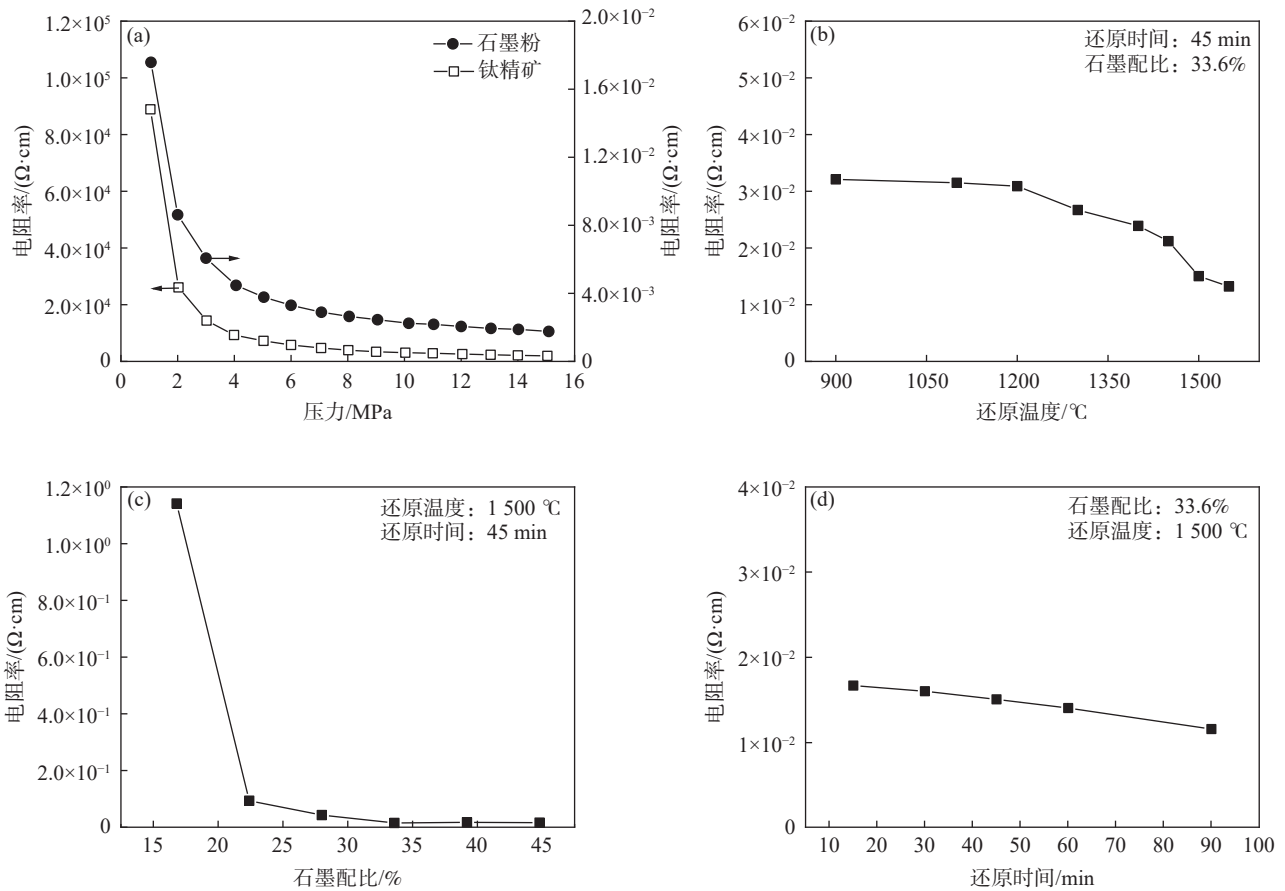 (a)
石墨粉
钛精矿
1.2×10⁵
1.0×10⁵
8.0×10⁴
6.0×10⁴
4.0×10⁴
2.0×10⁴
0
电阻率/(Ω·cm)
2.0×10⁻²
1.6×10⁻²
1.2×10⁻²
8.0×10⁻³
4.0×10⁻³
0
电阻率/(Ω·cm)
0 2 4 6 8 10 12 14 16
压力/MPa
(b)
还原时间：45 min
石墨配比：33.6%
6×10⁻²
5×10⁻²
4×10⁻²
3×10⁻²
2×10⁻²
1×10⁻²
0
电阻率/(Ω·cm)
900 1050 1200 1350 1500
还原温度/℃
(c)
还原温度：1 500 ℃
还原时间：45 min
1.2×10⁰
1.0×10⁰
8.0×10⁻¹
6.0×10⁻¹
4.0×10⁻¹
2.0×10⁻¹
0
电阻率/(Ω·cm)
15 20 25 30 35 40 45
石墨配比/%
(d)
石墨配比：33.6%
还原温度：1 500 ℃
4×10⁻²
3×10⁻²
2×10⁻²
1×10⁻²
0
电阻率/(Ω·cm)
10 20 30 40 50 60 70 80 90 100
还原时间/min